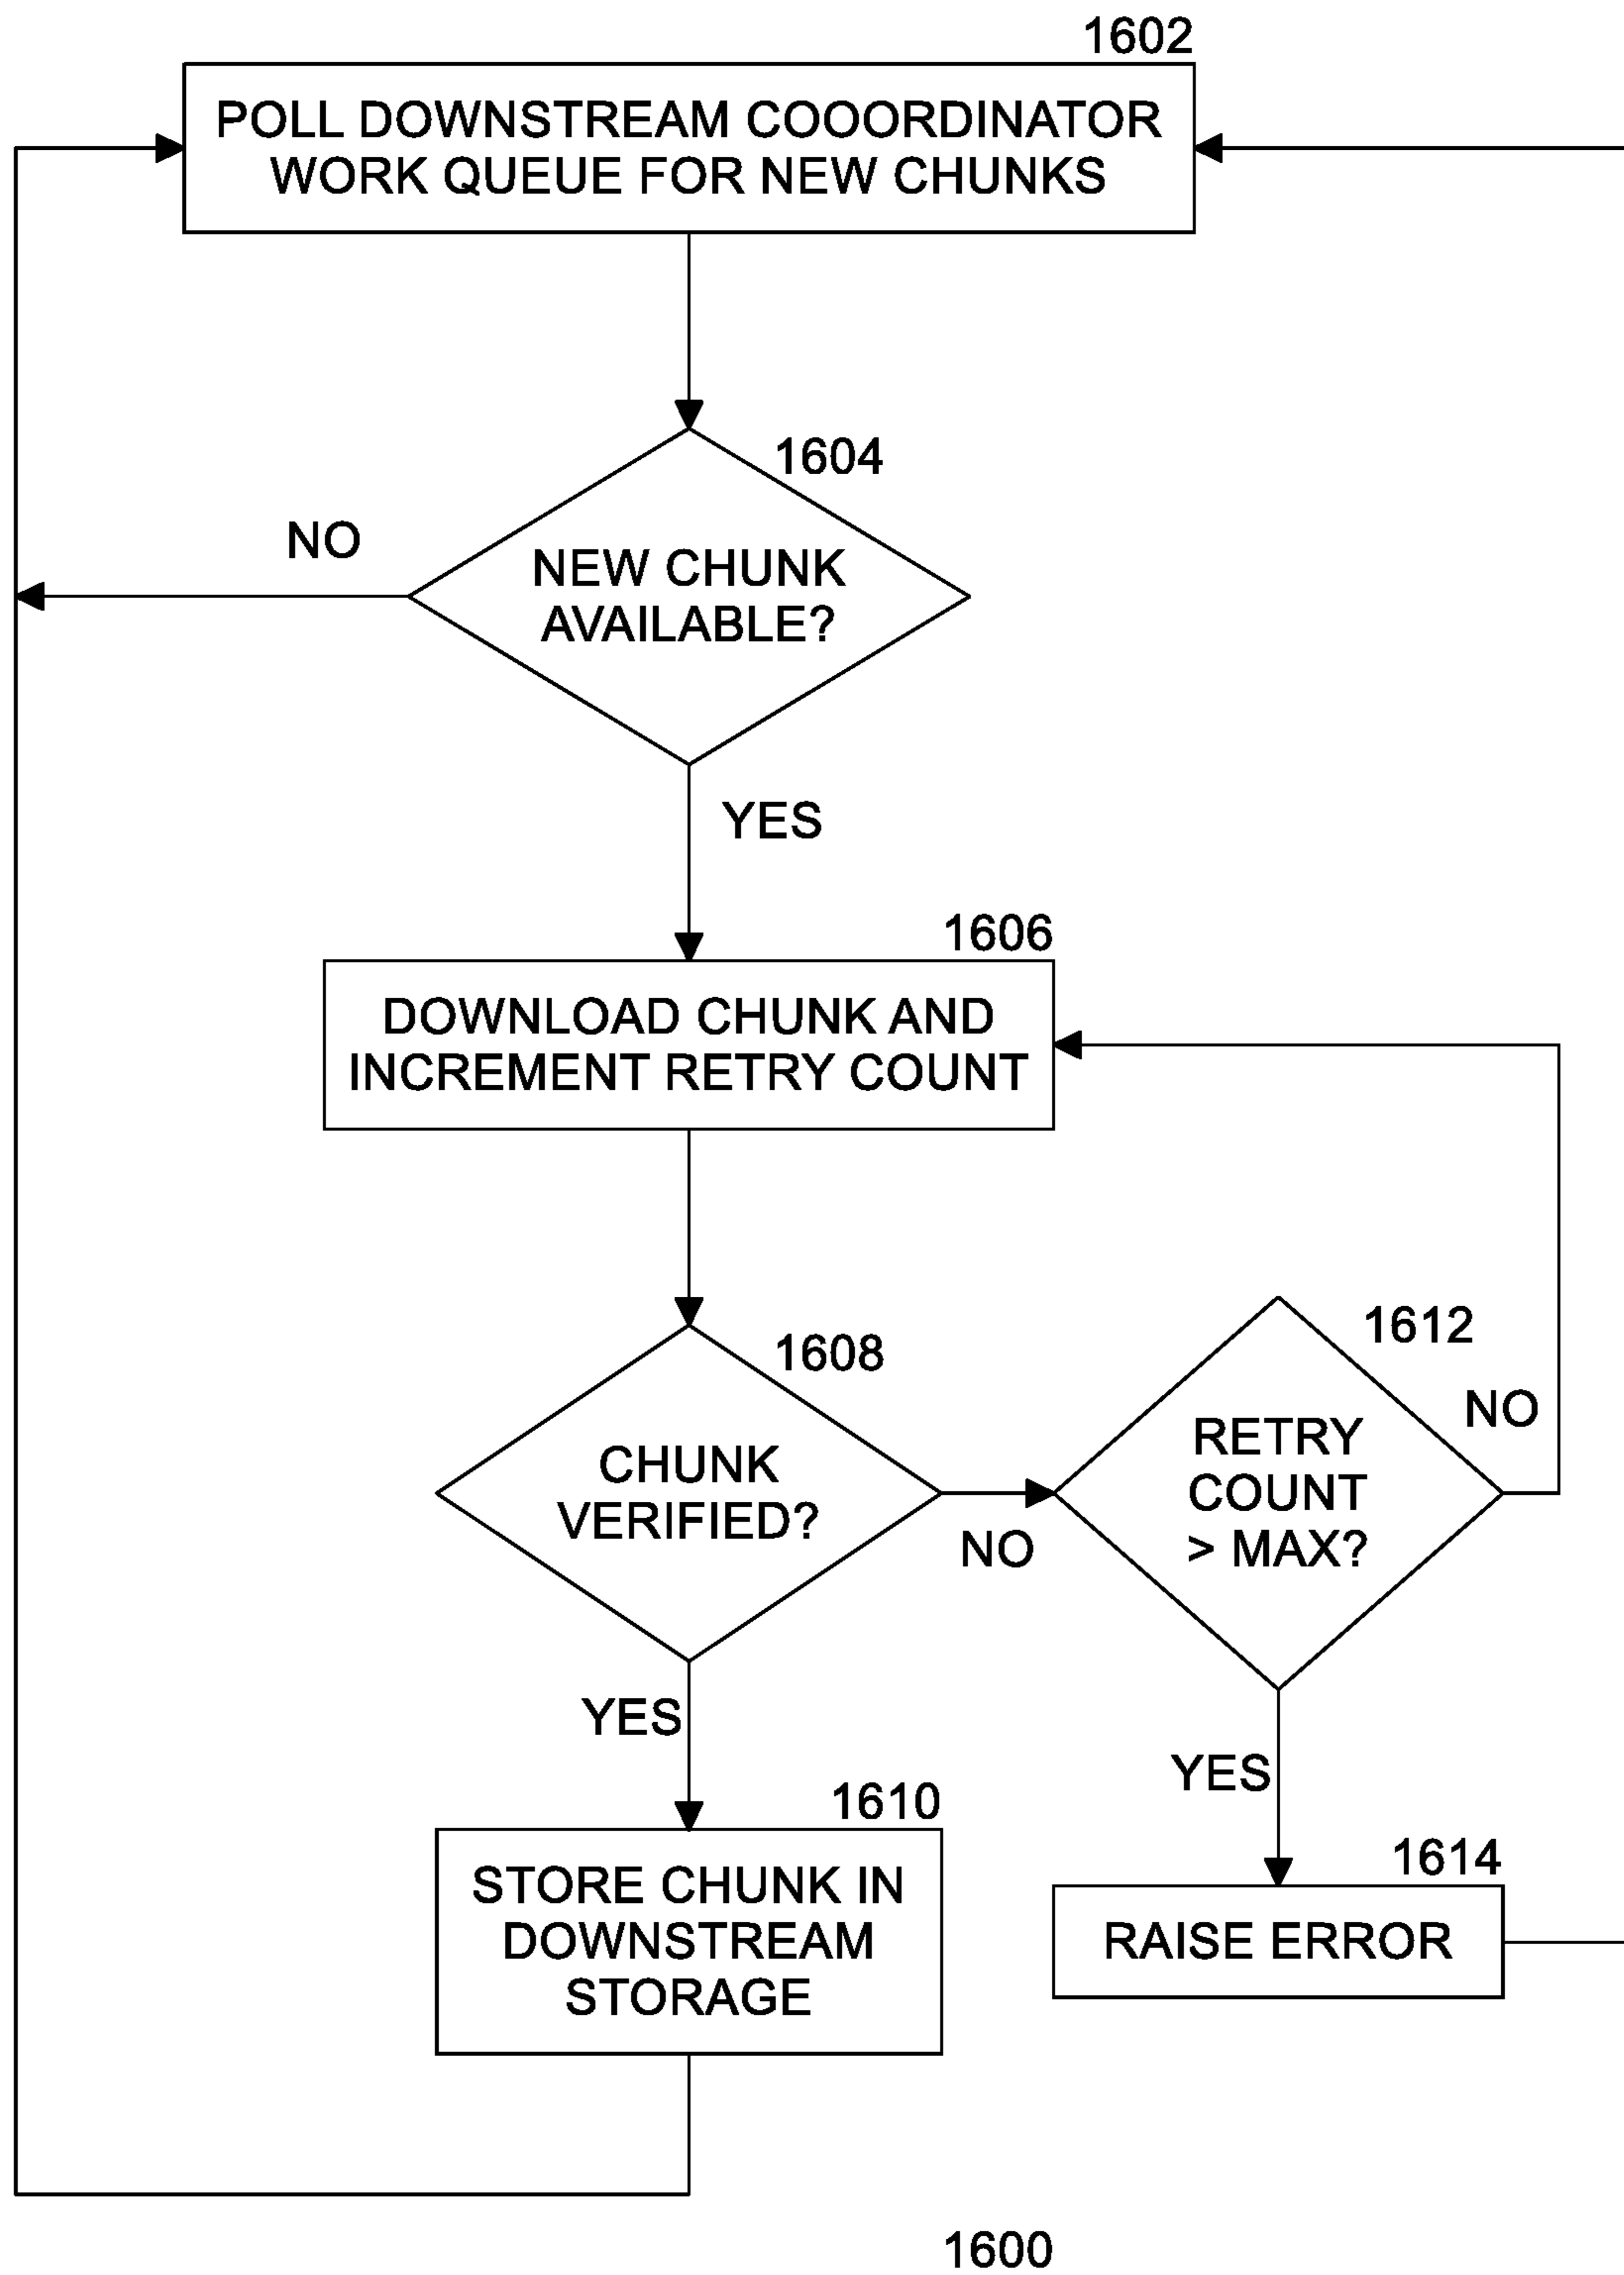 1602
POLL DOWNSTREAM COOORDINATOR
WORK QUEUE FOR NEW CHUNKS
1604
NO
NEW CHUNK
AVAILABLE?
YES
1606
DOWNLOAD CHUNK AND
INCREMENT RETRY COUNT
1608
CHUNK
VERIFIED?
NO
1612
NO
RETRY
COUNT
> MAX?
YES
1610
STORE CHUNK IN
DOWNSTREAM
STORAGE
YES
1614
RAISE ERROR
1600